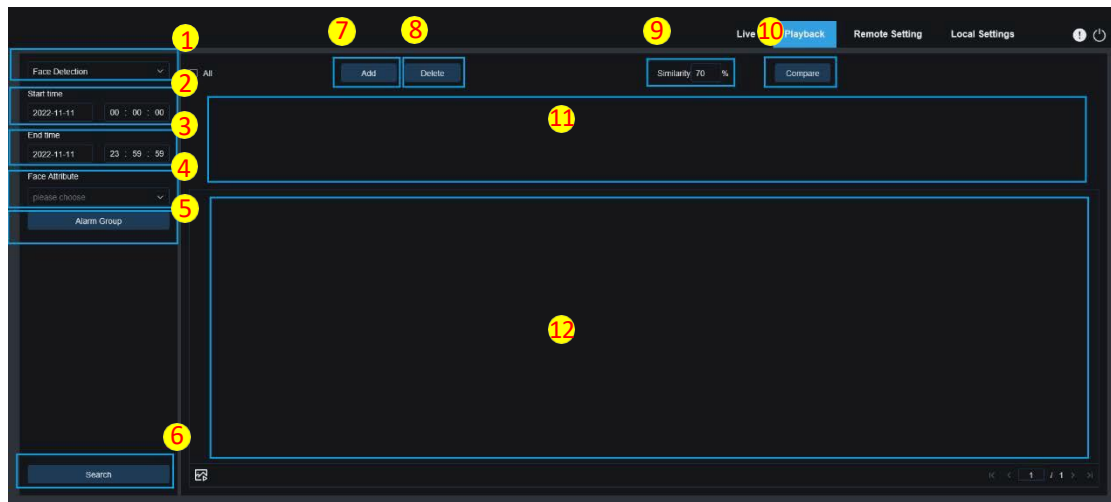 1 7 8 9 10
Live Playback Remote Setting Local Settings
Face Detection
2 All Add Delete Similarity 70 % Compare
Start time
2022-11-11 00 : 00 : 00
3 11
End time
2022-11-11 23 : 59 : 59
4
Face Attribute
please choose
5
Alarm Group
12
6
Search 1 / 1